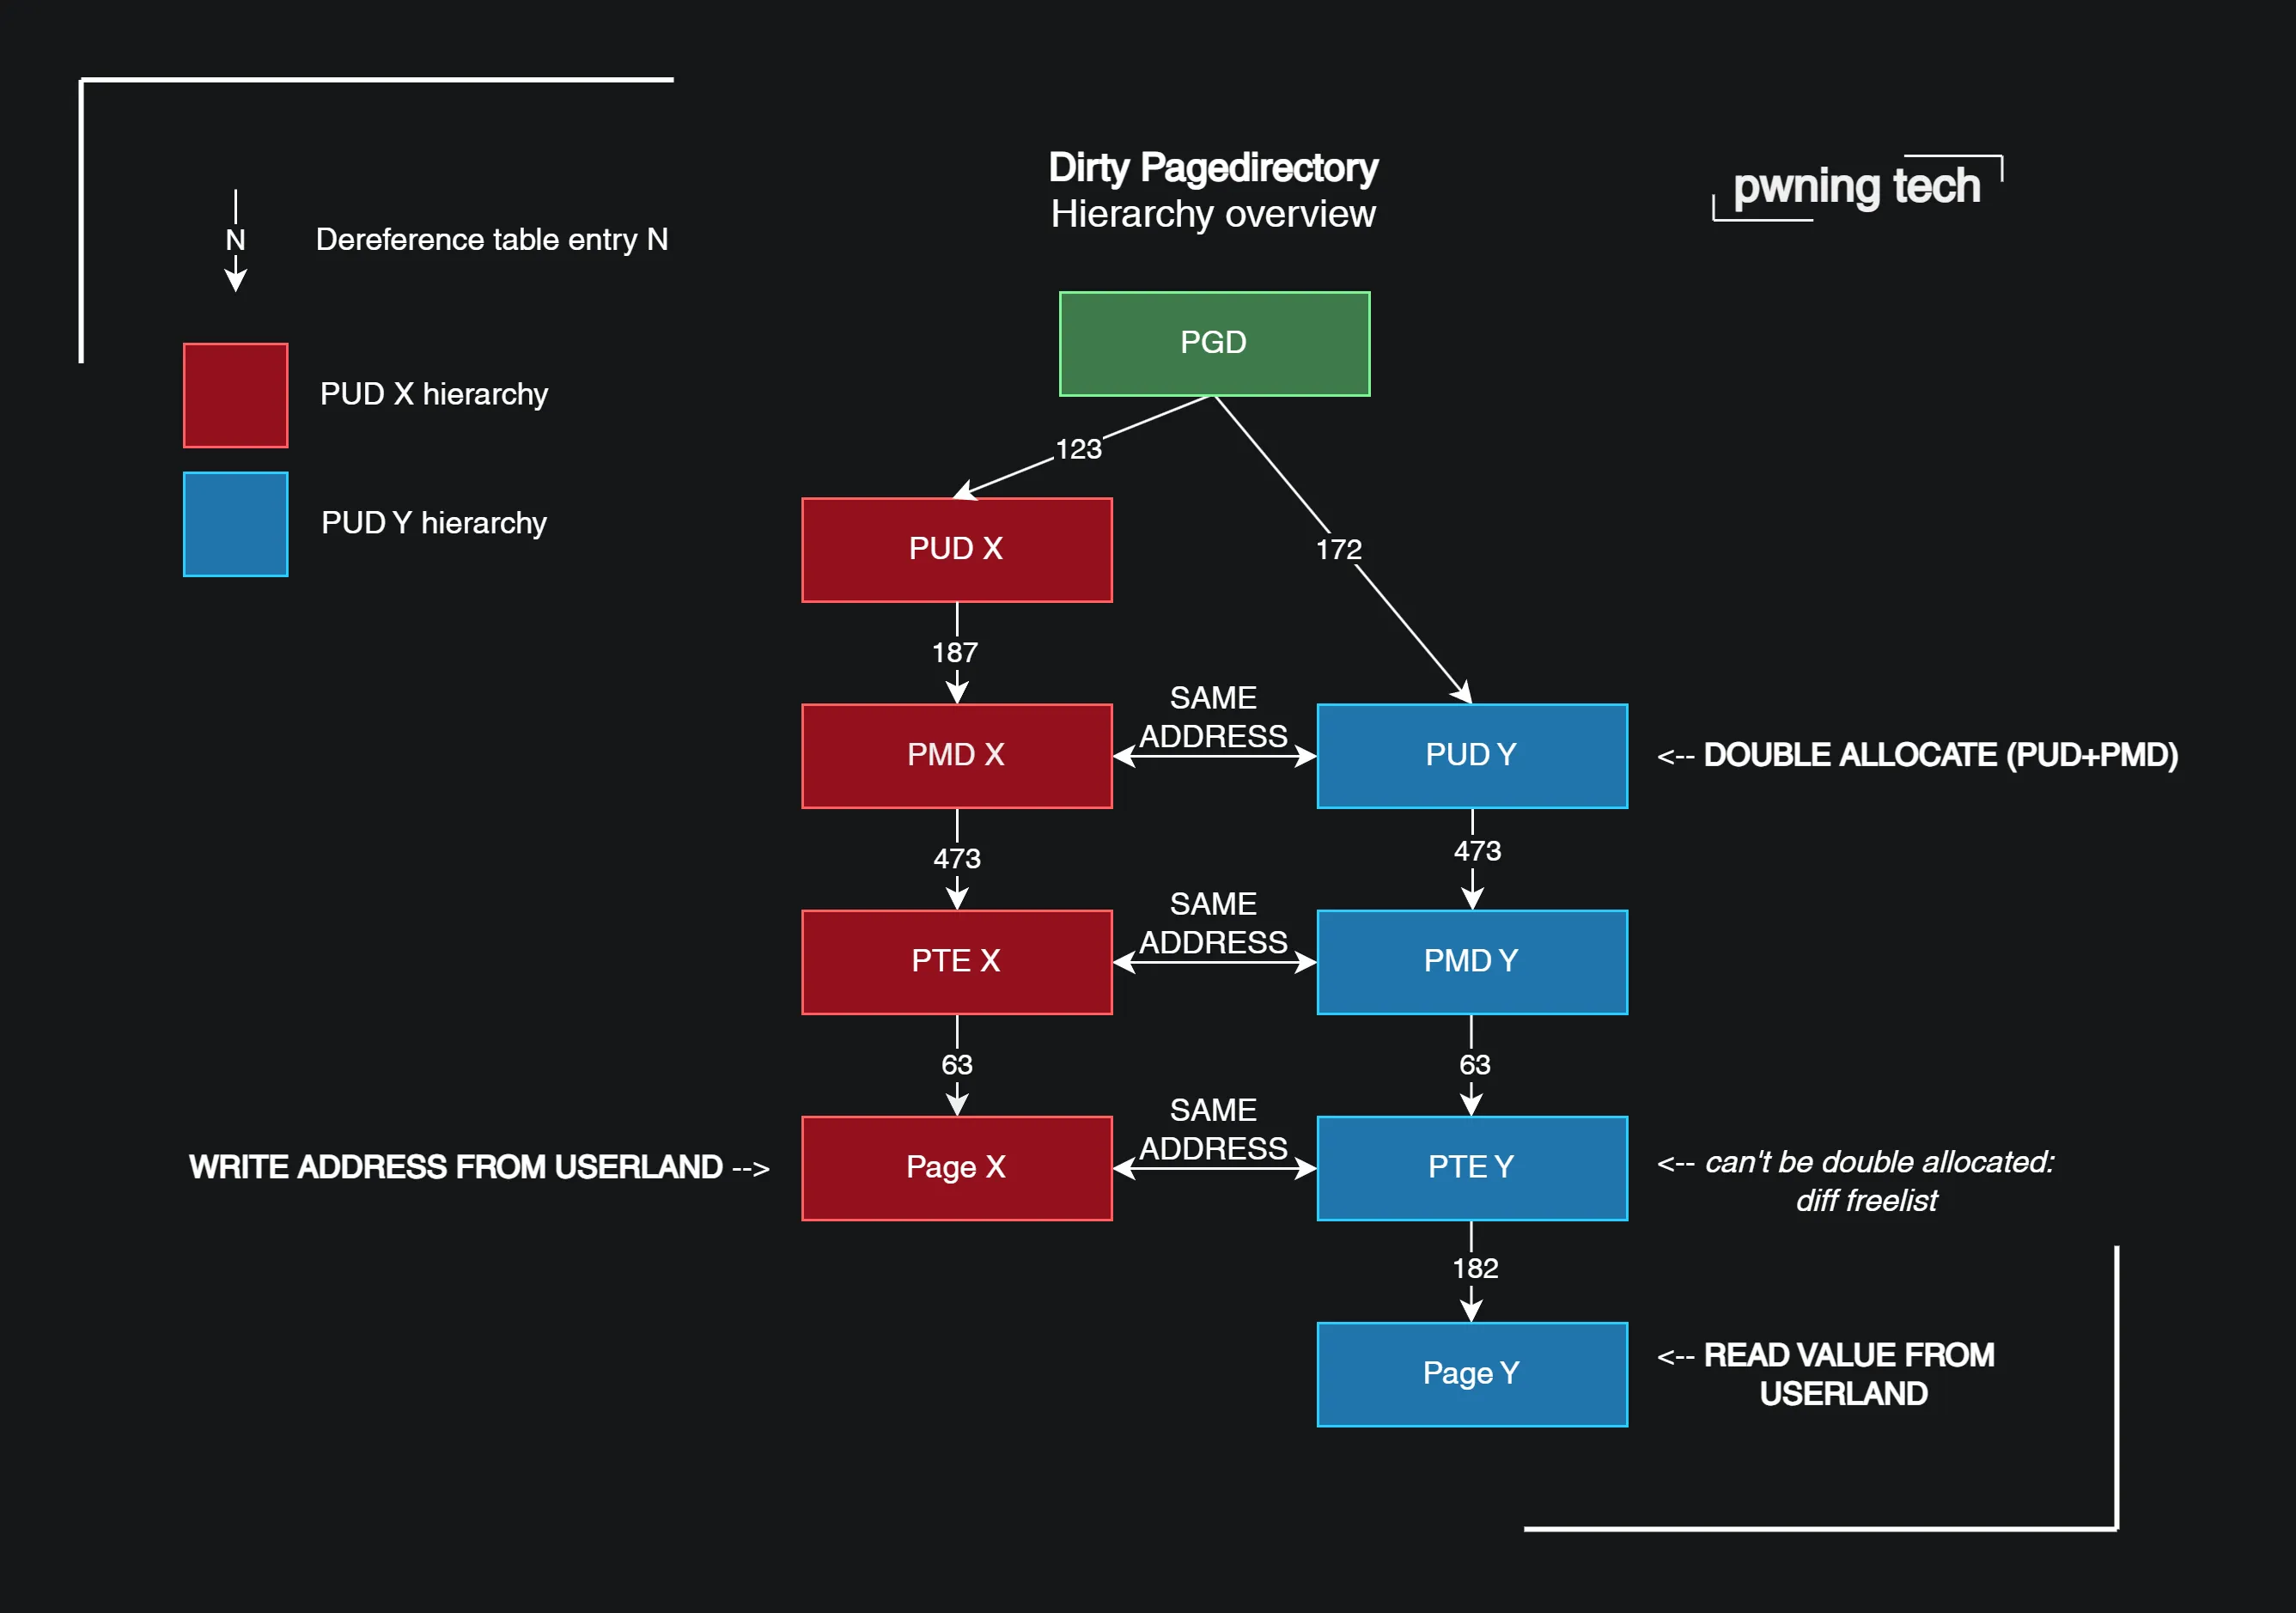 Dirty Pagedirectory
Hierarchy overview
pwning tech
N
Dereference table entry N
PUD X hierarchy
PUD Y hierarchy
PGD
123
172
PUD X
187
PMD X
SAME
ADDRESS
PUD Y
<-- DOUBLE ALLOCATE (PUD+PMD)
473
473
PTE X
SAME
ADDRESS
PMD Y
63
63
WRITE ADDRESS FROM USERLAND -->
Page X
SAME
ADDRESS
PTE Y
<-- can't be double allocated:
diff freelist
182
Page Y
<-- READ VALUE FROM
USERLAND